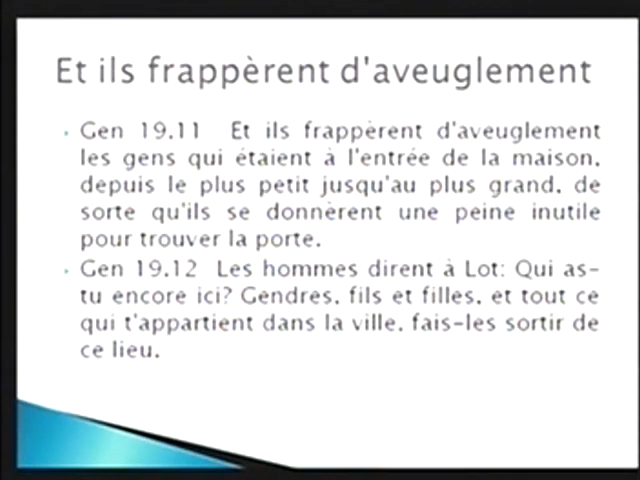 Et ils frappèrent d'aveuglement
Gen 19.11 Et ils frappèrent d'aveuglement
les gens qui étaient à l'entrée de la maison,
depuis le plus petit jusqu'au plus grand, de
sorte qu'ils se donnèrent une peine inutile
pour trouver la porte.
Gen 19.12 Les hommes dirent à Lot: Qui as-
tu encore ici? Gendres, fils et filles, et tout ce
qui t'appartient dans la ville, fais-les sortir de
ce lieu.